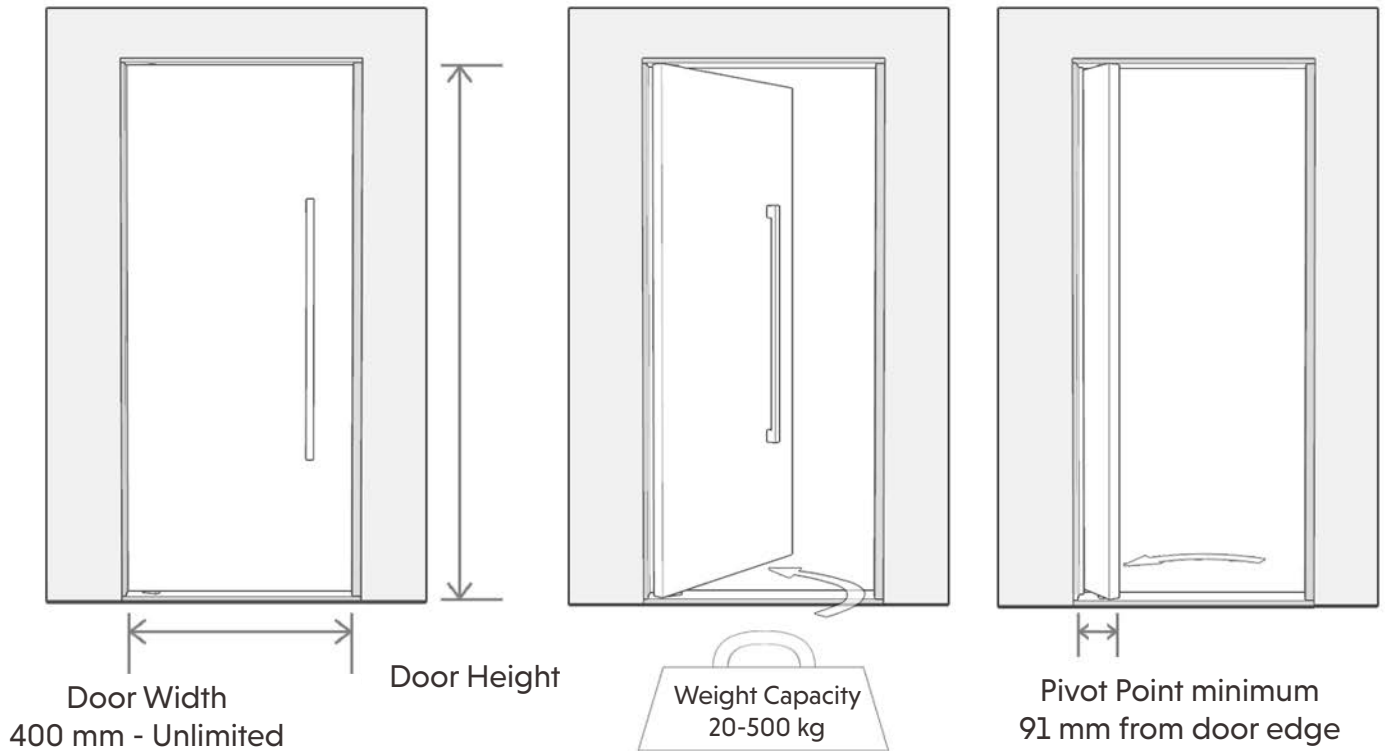 Door Width
400 mm - Unlimited
Door Height
Weight Capacity
20-500 kg
Pivot Point minimum
91 mm from door edge